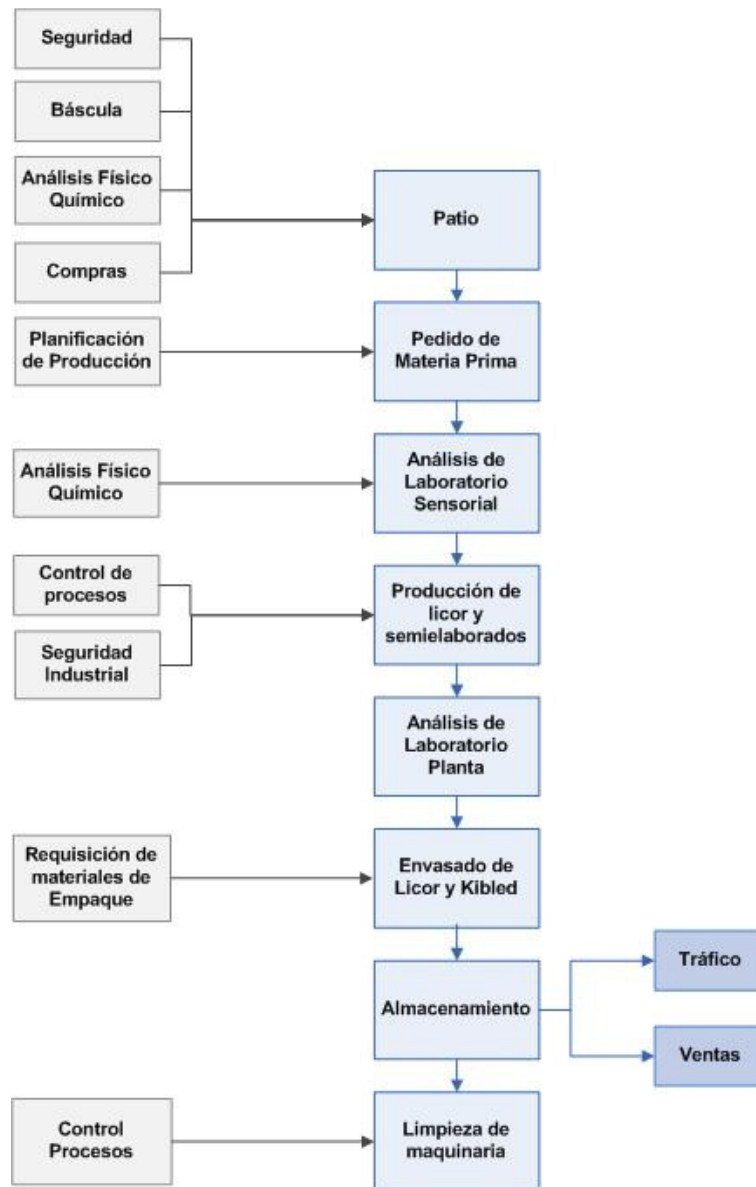 Seguridad
Báscula
Análisis Físico
Químico
Compras
Patio
Planificación
de Producción
Pedido de
Materia Prima
Análisis Físico
Químico
Análisis de
Laboratorio
Sensorial
Control de
procesos
Seguridad
Industrial
Producción de
licor y
semielaborados
Análisis de
Laboratorio
Planta
Requisición de
materiales de
Empaque
Envasado de
Licor y Kibled
Almacenamiento
Tráfico
Ventas
Control
Procesos
Limpieza de
maquinaria